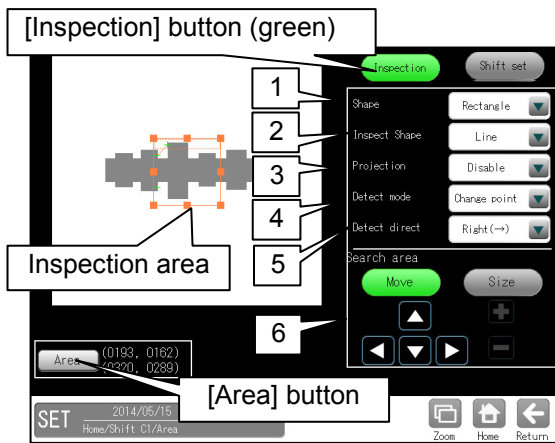 [Inspection] button (green)
Inspection
Shift set
1
Shape
Rectangle
2
Inspect Shape
Line
3
Projection
Disable
4
Detect mode
Change point
5
Detect direct
Right(→)
Inspection area
Search area
Move
Size
6
Area
(0193, 0162)
(0320, 0289)
[Area] button
SET
2014/05/15
Home/Shift C1/Area
Zoom
Home
Return